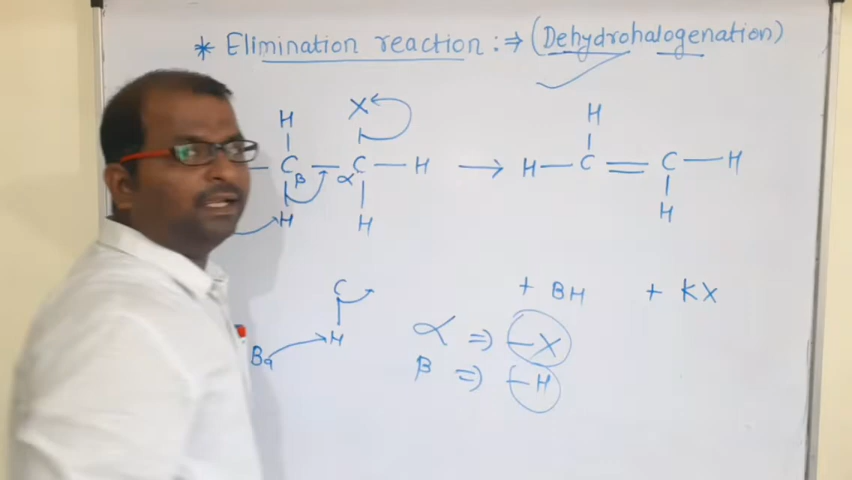 * Elimination reaction :⇒ (Dehydrohalogenation)
H X H
C — C — H → H — C = C — H
β α
H H H
+ BH + KX
C
H
α ⇒ —X
β ⇒ —H